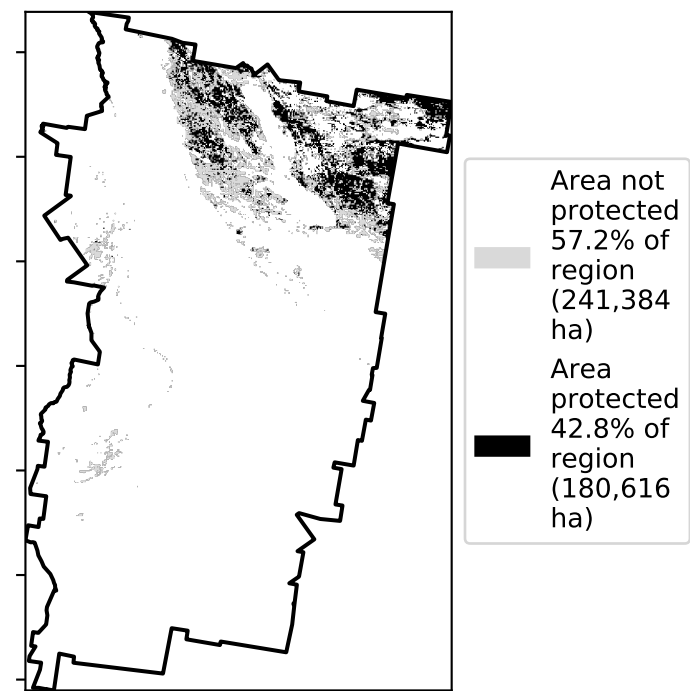 Area not
protected
57.2% of
region
(241,384
ha)
Area
protected
42.8% of
region
(180,616
ha)